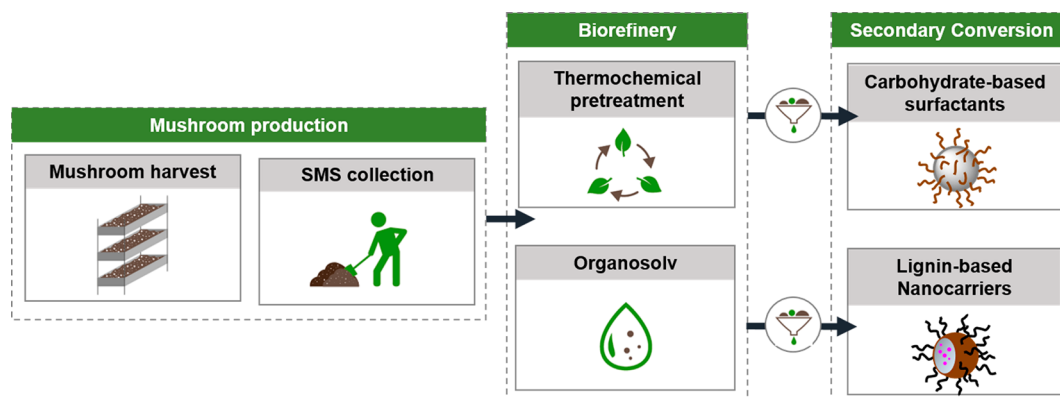 Mushroom production
Mushroom harvest
SMS collection
Biorefinery
Thermochemical
pretreatment
Organosolv
Secondary Conversion
Carbohydrate-based
surfactants
Lignin-based
Nanocarriers